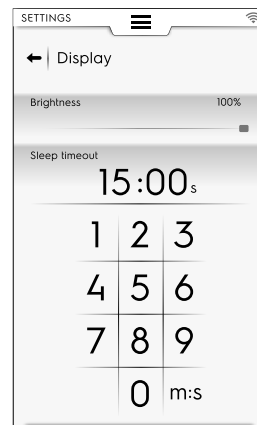 SETTINGS
Display
Brightness 100%
Sleep timeout
15:00s
1 2 3
4 5 6
7 8 9
0 m:s